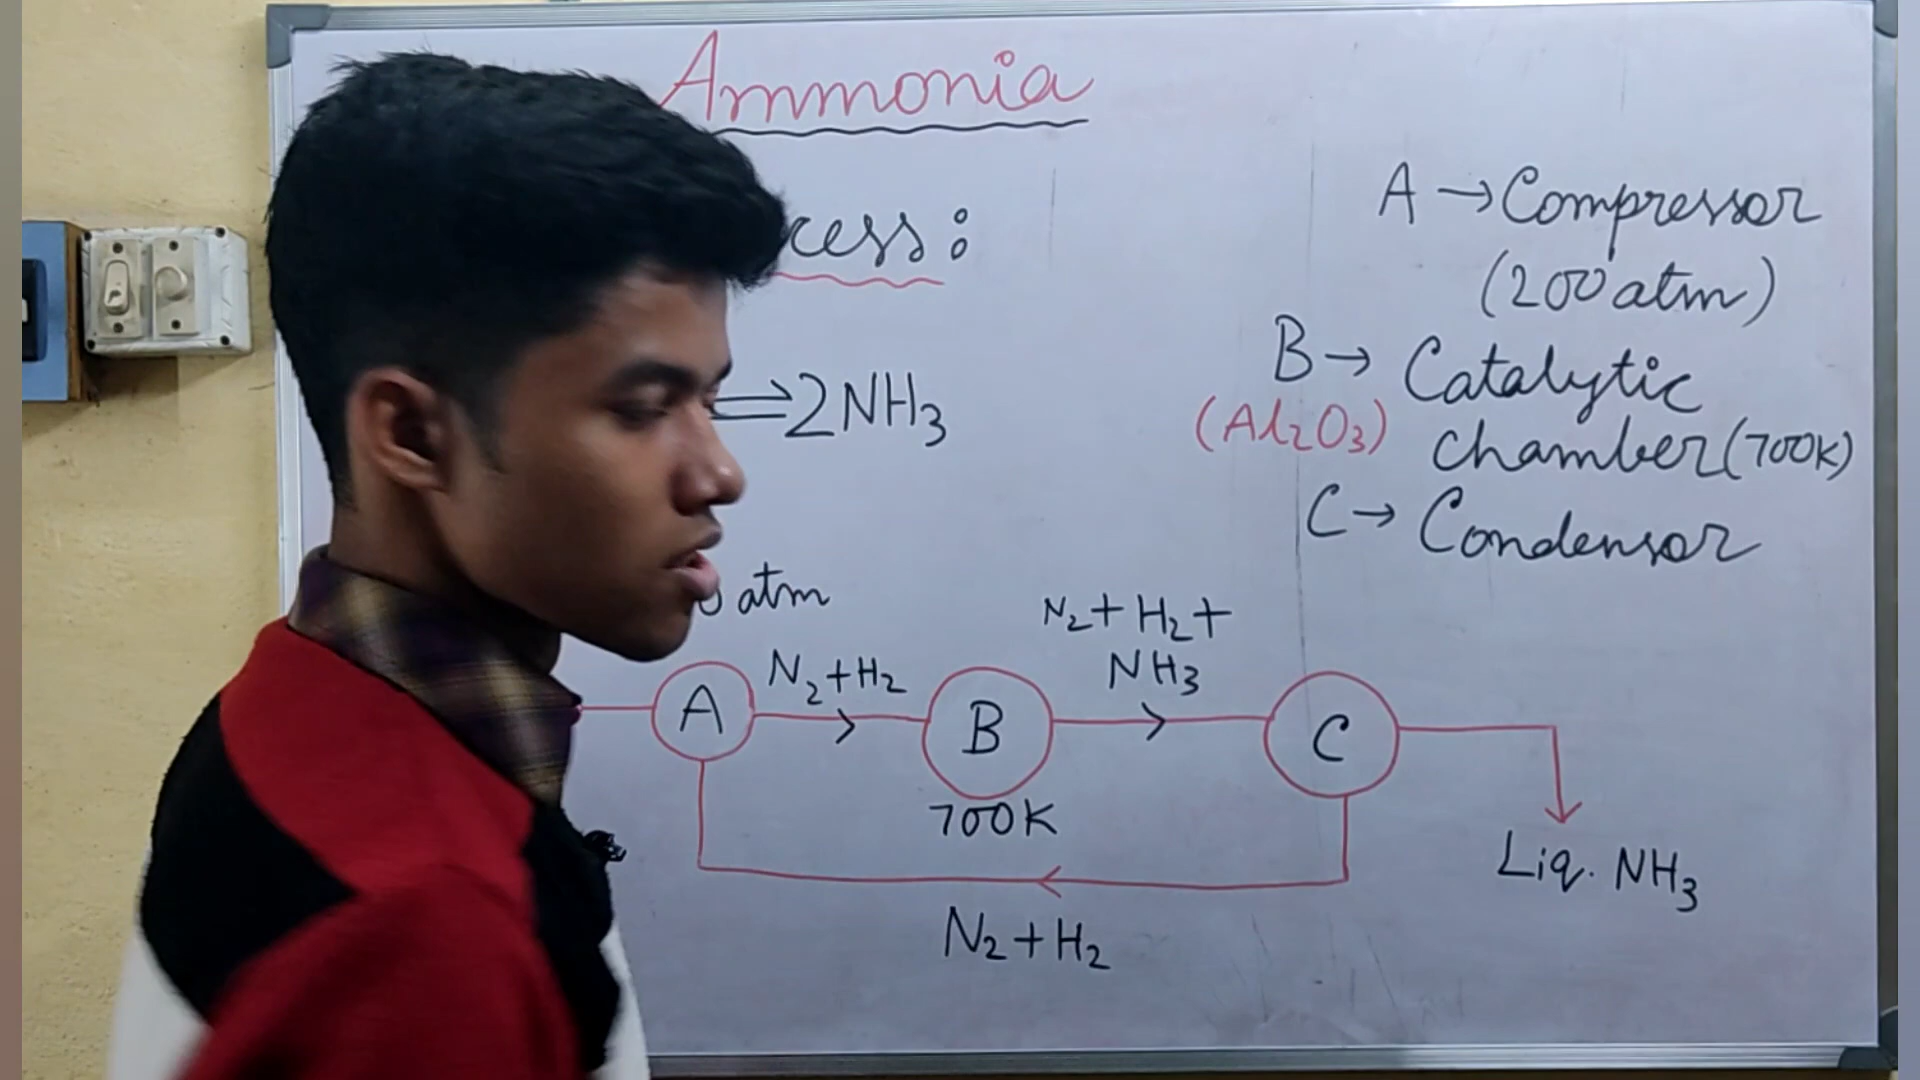 Ammonia
cess:
⇌2NH3
A → Compressor
(200 atm)
B → Catalytic
(Al2O3) chamber (700K)
C → Condensor
atm
N2+H2
N2+H2+
NH3
A
B
C
700K
Liq. NH3
N2+H2